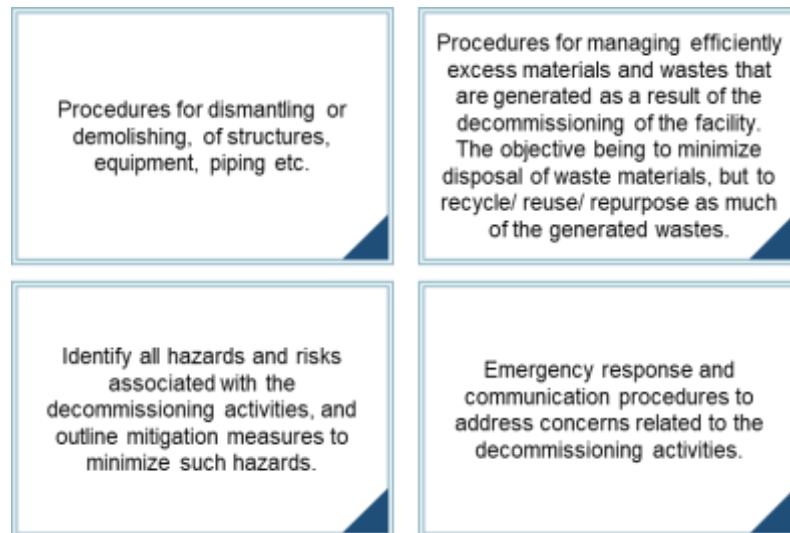 Procedures for dismantling or
demolishing, of structures,
equipment, piping etc.
Procedures for managing efficiently
excess materials and wastes that
are generated as a result of the
decommissioning of the facility.
The objective being to minimize
disposal of waste materials, but to
recycle/ reuse/ repurpose as much
of the generated wastes.
Identify all hazards and risks
associated with the
decommissioning activities, and
outline mitigation measures to
minimize such hazards.
Emergency response and
communication procedures to
address concerns related to the
decommissioning activities.